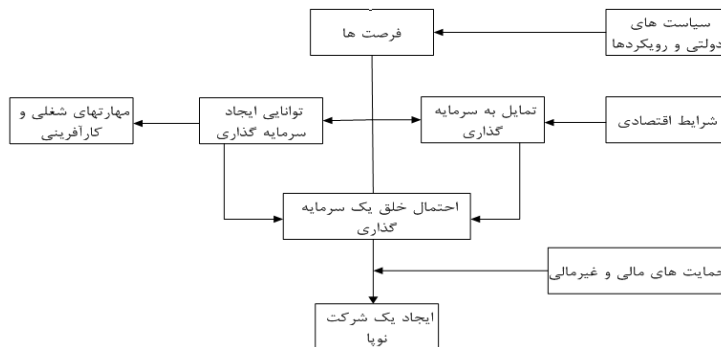 سیاست های
دولتی و رویکردها
فرصت ها
شرایط اقتصادی
تمایل به سرمایه
گذاری
توانایی ایجاد
سرمایه گذاری
مهارتهای شغلی و
کارآفرینی
احتمال خلق یک سرمایه
گذاری
حمایت های مالی و غیرمالی
ایجاد یک شرکت
نوپا